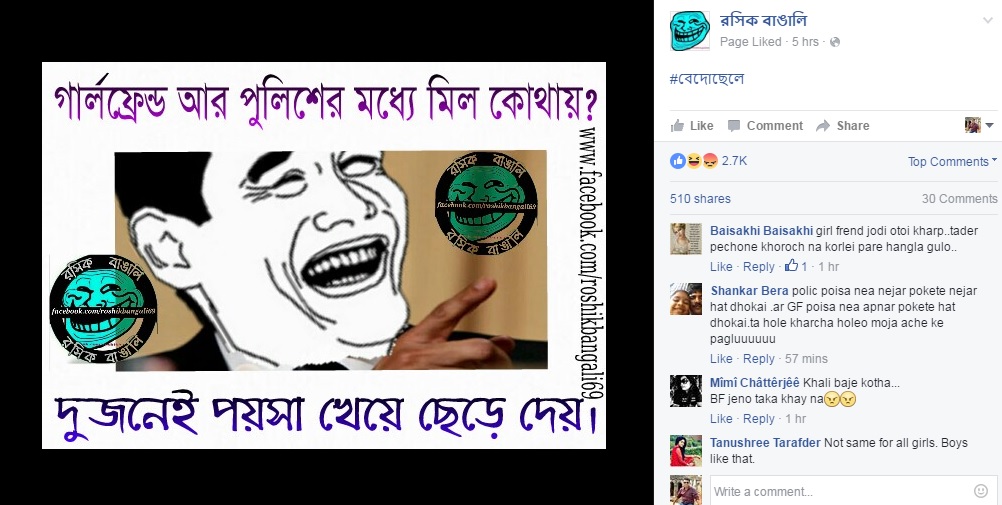 গার্লফ্রেন্ড আর পুলিশের মধ্যে মিল কোথায়?
www.facebook.com/roshikbangali69
রসিক বাঙালি
facebook.com/roshikbangali69
রসিক বাঙালি
রসিক বাঙালি
facebook.com/roshikbangali69
রসিক বাঙালি
দুজনেই পয়সা খেয়ে ছেড়ে দেয়।
রসিক বাঙালি
Page Liked · 5 hrs ·
#বেদোছেলে
Like Comment Share
2.7K Top Comments
510 shares 30 Comments
Baisakhi Baisakhi girl frend jodi otoi kharp..tader
pechone khoroch na korlei pare hangla gulo..
Like · Reply · 1 · 1 hr
Shankar Bera polic poisa nea nejar pokete nejar
hat dhokai .ar GF poisa nea apnar pokete hat
dhokai.ta hole kharcha holeo moja ache ke
pagluuuuuu
Like · Reply · 57 mins
Mîmî Châttêrjêê Khali baje kotha...
BF jeno taka khay na😠😠
Like · Reply · 1 hr
Tanushree Tarafder Not same for all girls. Boys
like that.
Write a comment...